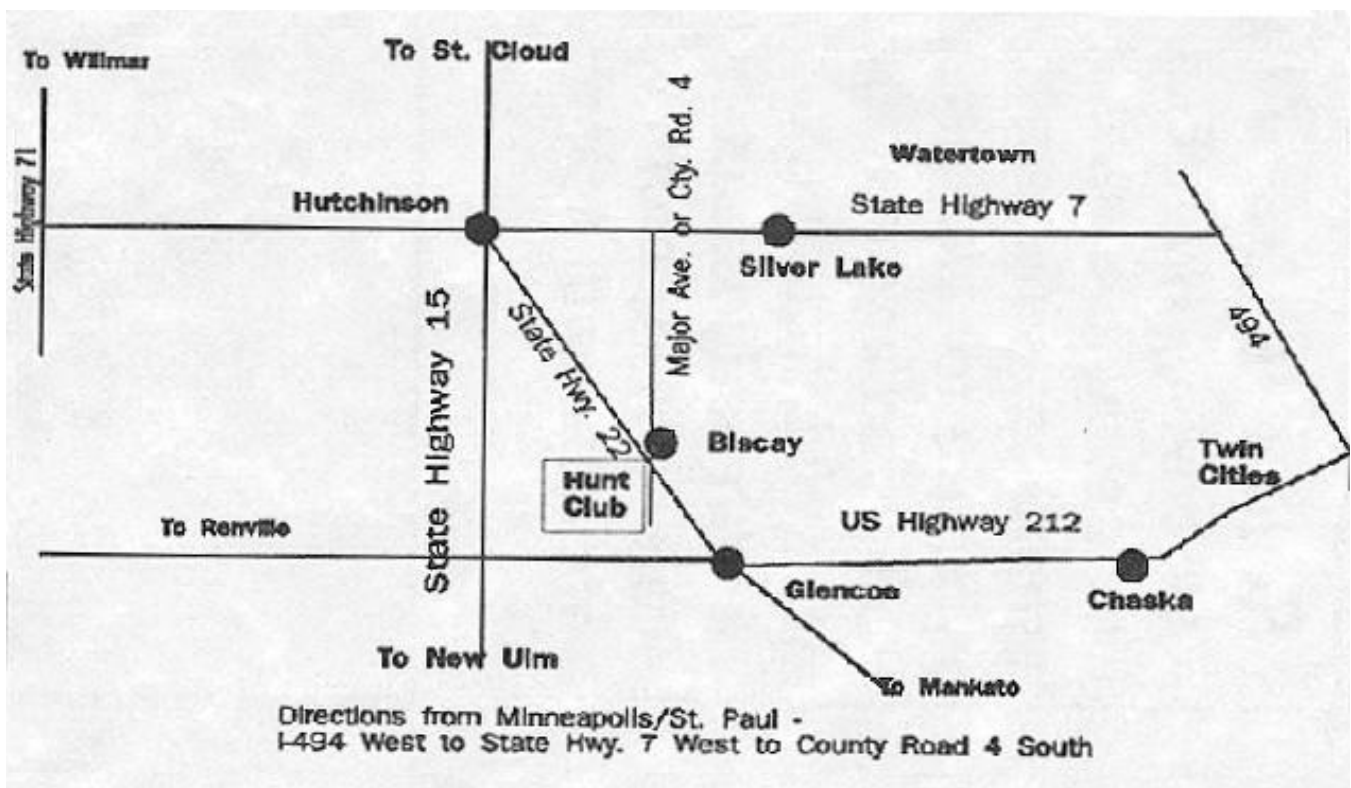 To Willmar
To St. Cloud
State Highway 71
Major Ave. or Cty. Rd. 4
Watertown
Hutchinson
State Highway 7
Silver Lake
494
State Highway 15
State Hwy. 22
Biscay
Twin
Cities
Hunt
Club
To Renville
US Highway 212
Glencoe
Chaska
To New Ulm
To Mankato
Directions from Minneapolis/St. Paul -
I-494 West to State Hwy. 7 West to County Road 4 South